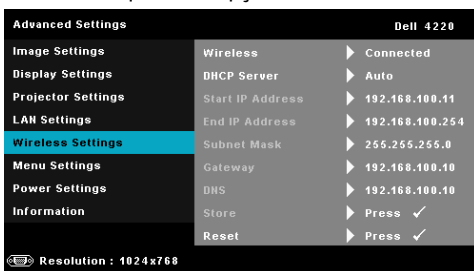 Advanced Settings Dell 4220
Image Settings
Display Settings
Projector Settings
LAN Settings
Wireless Settings
Menu Settings
Power Settings
Information
Wireless Connected
DHCP Server Auto
Start IP Address 192.168.100.11
End IP Address 192.168.100.254
Subnet Mask 255.255.255.0
Gateway 192.168.100.10
DNS 192.168.100.10
Store Press ✓
Reset Press ✓
Resolution : 1024x768